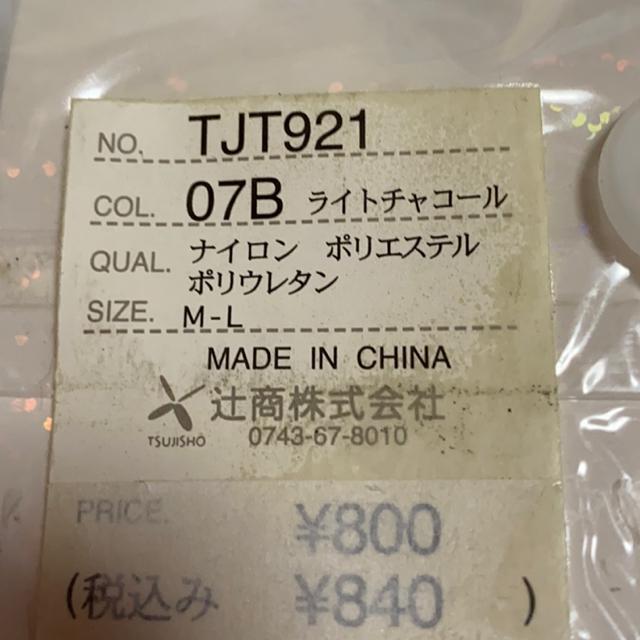 NO. TJT921
COL. 07B ライトチャコール
QUAL. ナイロン ポリエステル
ポリウレタン
SIZE. M-L
MADE IN CHINA
辻商株式会社
TSUJISHO 0743-67-8010
PRICE. ¥800
(税込み ¥840 )